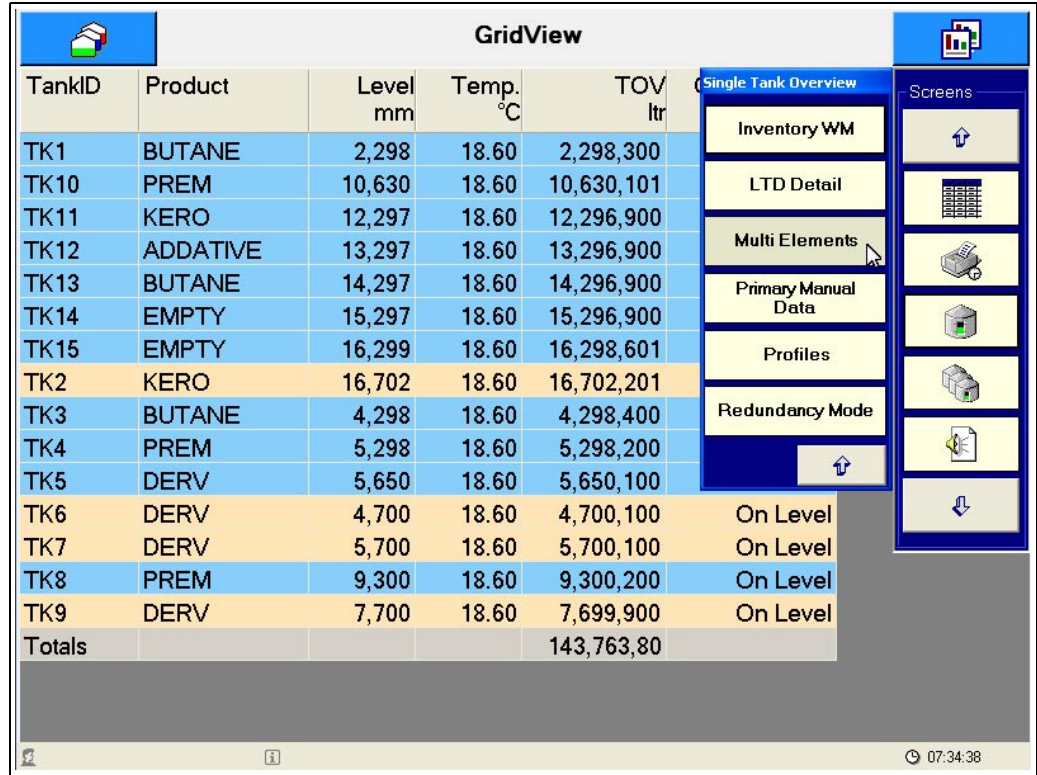 GridView
TankID Product Level Temp. TOV
mm °C ltr
TK1 BUTANE 2,298 18.60 2,298,300
TK10 PREM 10,630 18.60 10,630,101
TK11 KERO 12,297 18.60 12,296,900
TK12 ADDATIVE 13,297 18.60 13,296,900
TK13 BUTANE 14,297 18.60 14,296,900
TK14 EMPTY 15,297 18.60 15,296,900
TK15 EMPTY 16,299 18.60 16,298,601
TK2 KERO 16,702 18.60 16,702,201
TK3 BUTANE 4,298 18.60 4,298,400
TK4 PREM 5,298 18.60 5,298,200
TK5 DERV 5,650 18.60 5,650,100
TK6 DERV 4,700 18.60 4,700,100 On Level
TK7 DERV 5,700 18.60 5,700,100 On Level
TK8 PREM 9,300 18.60 9,300,200 On Level
TK9 DERV 7,700 18.60 7,699,900 On Level
Totals 143,763,80
Single Tank Overview
Inventory WM
LTD Detail
Multi Elements
Primary Manual
Data
Profiles
Redundancy Mode
Screens
07:34:38